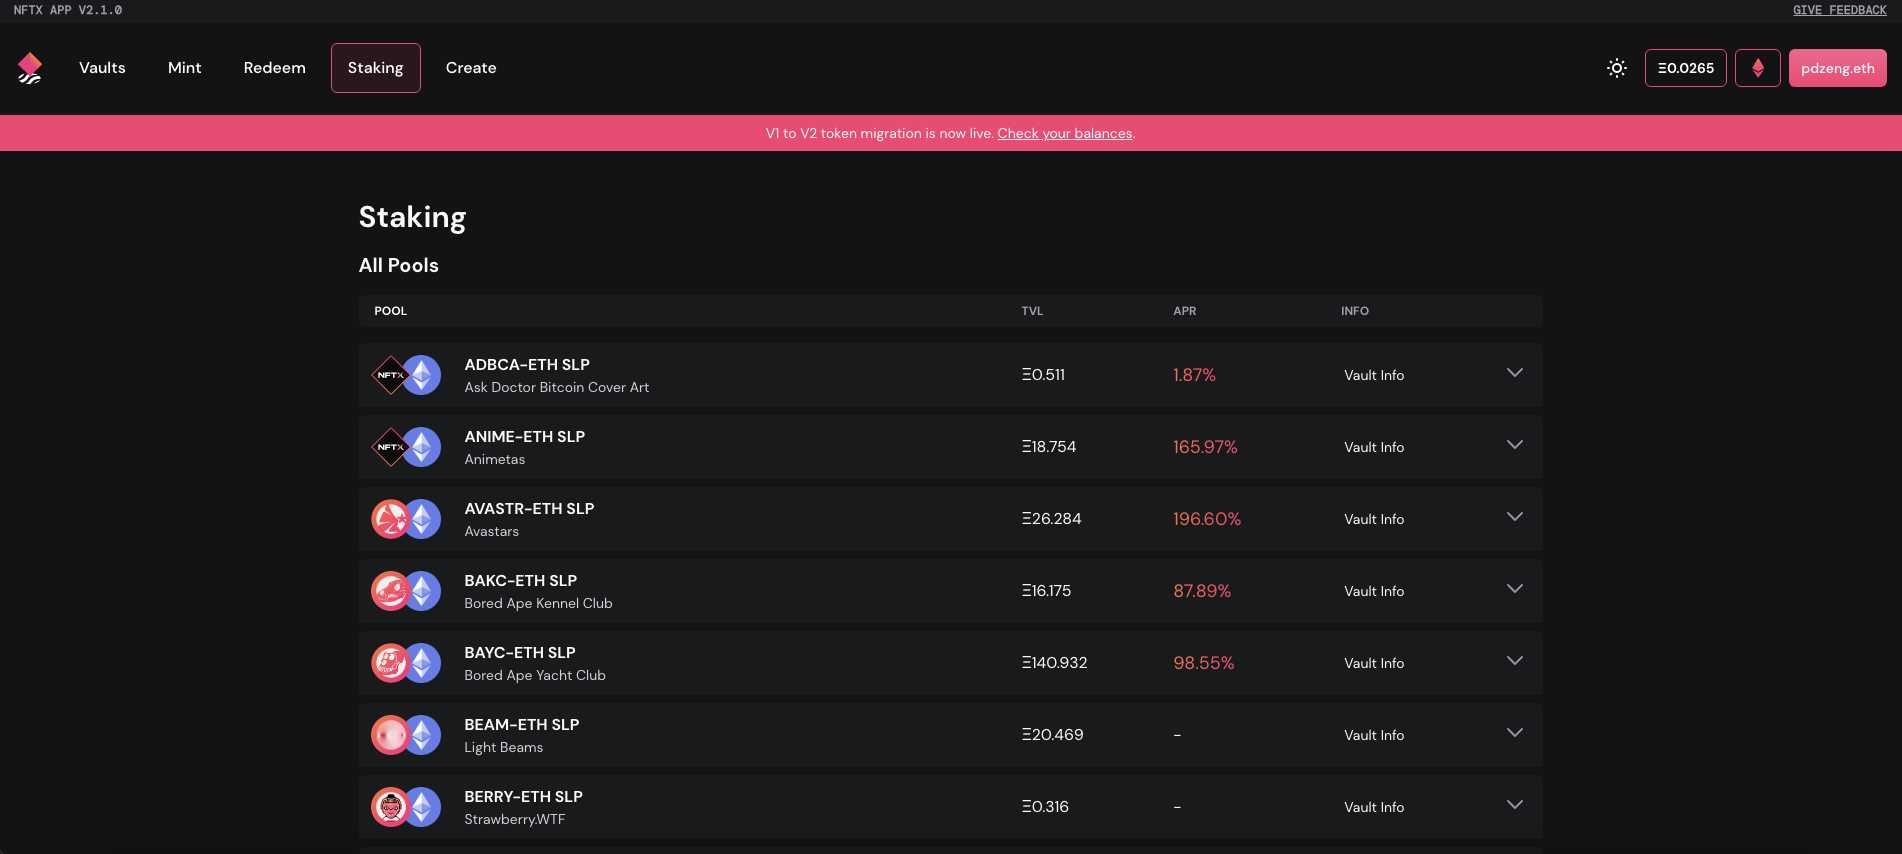 NFTX APP V2.1.0
GIVE FEEDBACK
Vaults
Mint
Redeem
Staking
Create
Ξ0.0265
pdzeng.eth
V1 to V2 token migration is now live. Check your balances.
Staking
All Pools
POOL TVL APR INFO
NFTX
ADBCA-ETH SLP
Ask Doctor Bitcoin Cover Art
Ξ0.511
1.87%
Vault Info
NFTX
ANIME-ETH SLP
Animetas
Ξ18.754
165.97%
Vault Info
AVASTR-ETH SLP
Avastars
Ξ26.284
196.60%
Vault Info
BAKC-ETH SLP
Bored Ape Kennel Club
Ξ16.175
87.89%
Vault Info
BAYC-ETH SLP
Bored Ape Yacht Club
Ξ140.932
98.55%
Vault Info
BEAM-ETH SLP
Light Beams
Ξ20.469
-
Vault Info
BERRY-ETH SLP
Strawberry.WTF
Ξ0.316
-
Vault Info